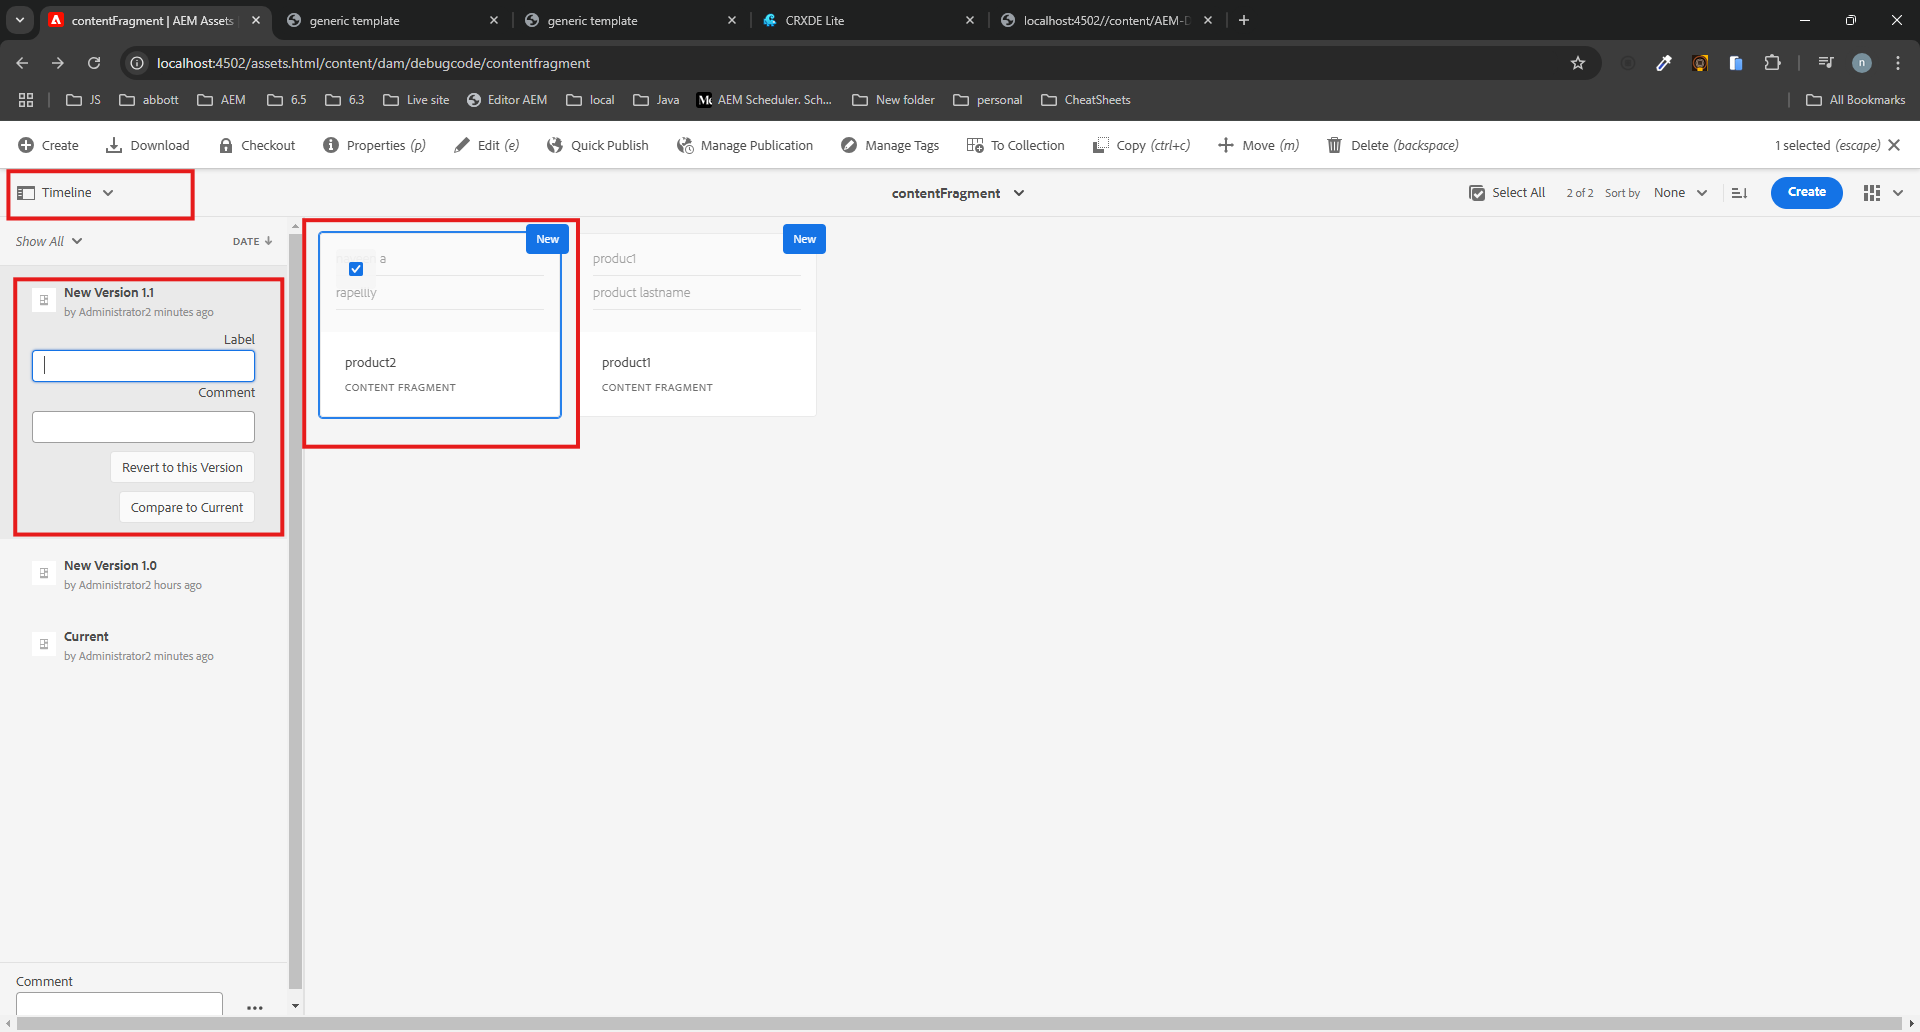 contentFragment | AEM Assets
generic template
generic template
CRXDE Lite
localhost:4502//content/AEM-D
localhost:4502/assets.html/content/dam/debugcode/contentfragment
n
JS
abbott
AEM
6.5
6.3
Live site
Editor AEM
local
Java
AEM Scheduler. Sch...
New folder
personal
CheatSheets
All Bookmarks
Create
Download
Checkout
Properties (p)
Edit (e)
Quick Publish
Manage Publication
Manage Tags
To Collection
Copy (ctrl+c)
Move (m)
Delete (backspace)
1 selected (escape)
Timeline
contentFragment
Select All
2 of 2
Sort by
None
Create
Show All
DATE
New Version 1.1
by Administrator2 minutes ago
Label
Comment
Revert to this Version
Compare to Current
New Version 1.0
by Administrator2 hours ago
Current
by Administrator2 minutes ago
Comment
New
a
rapellly
product2
CONTENT FRAGMENT
New
produc1
product lastname
product1
CONTENT FRAGMENT